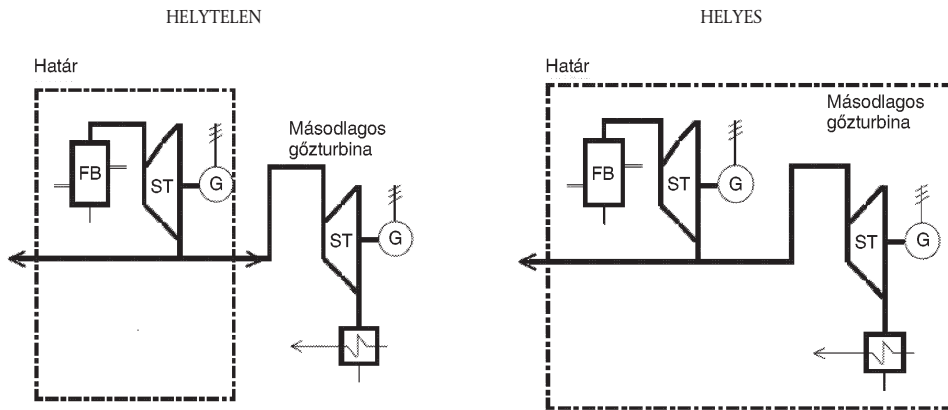 HELYTELEN
HELYES
Határ
FB
ST
G
Másodlagos
gőzturbina
ST
G
Határ
FB
ST
G
Másodlagos
gőzturbina
ST
G